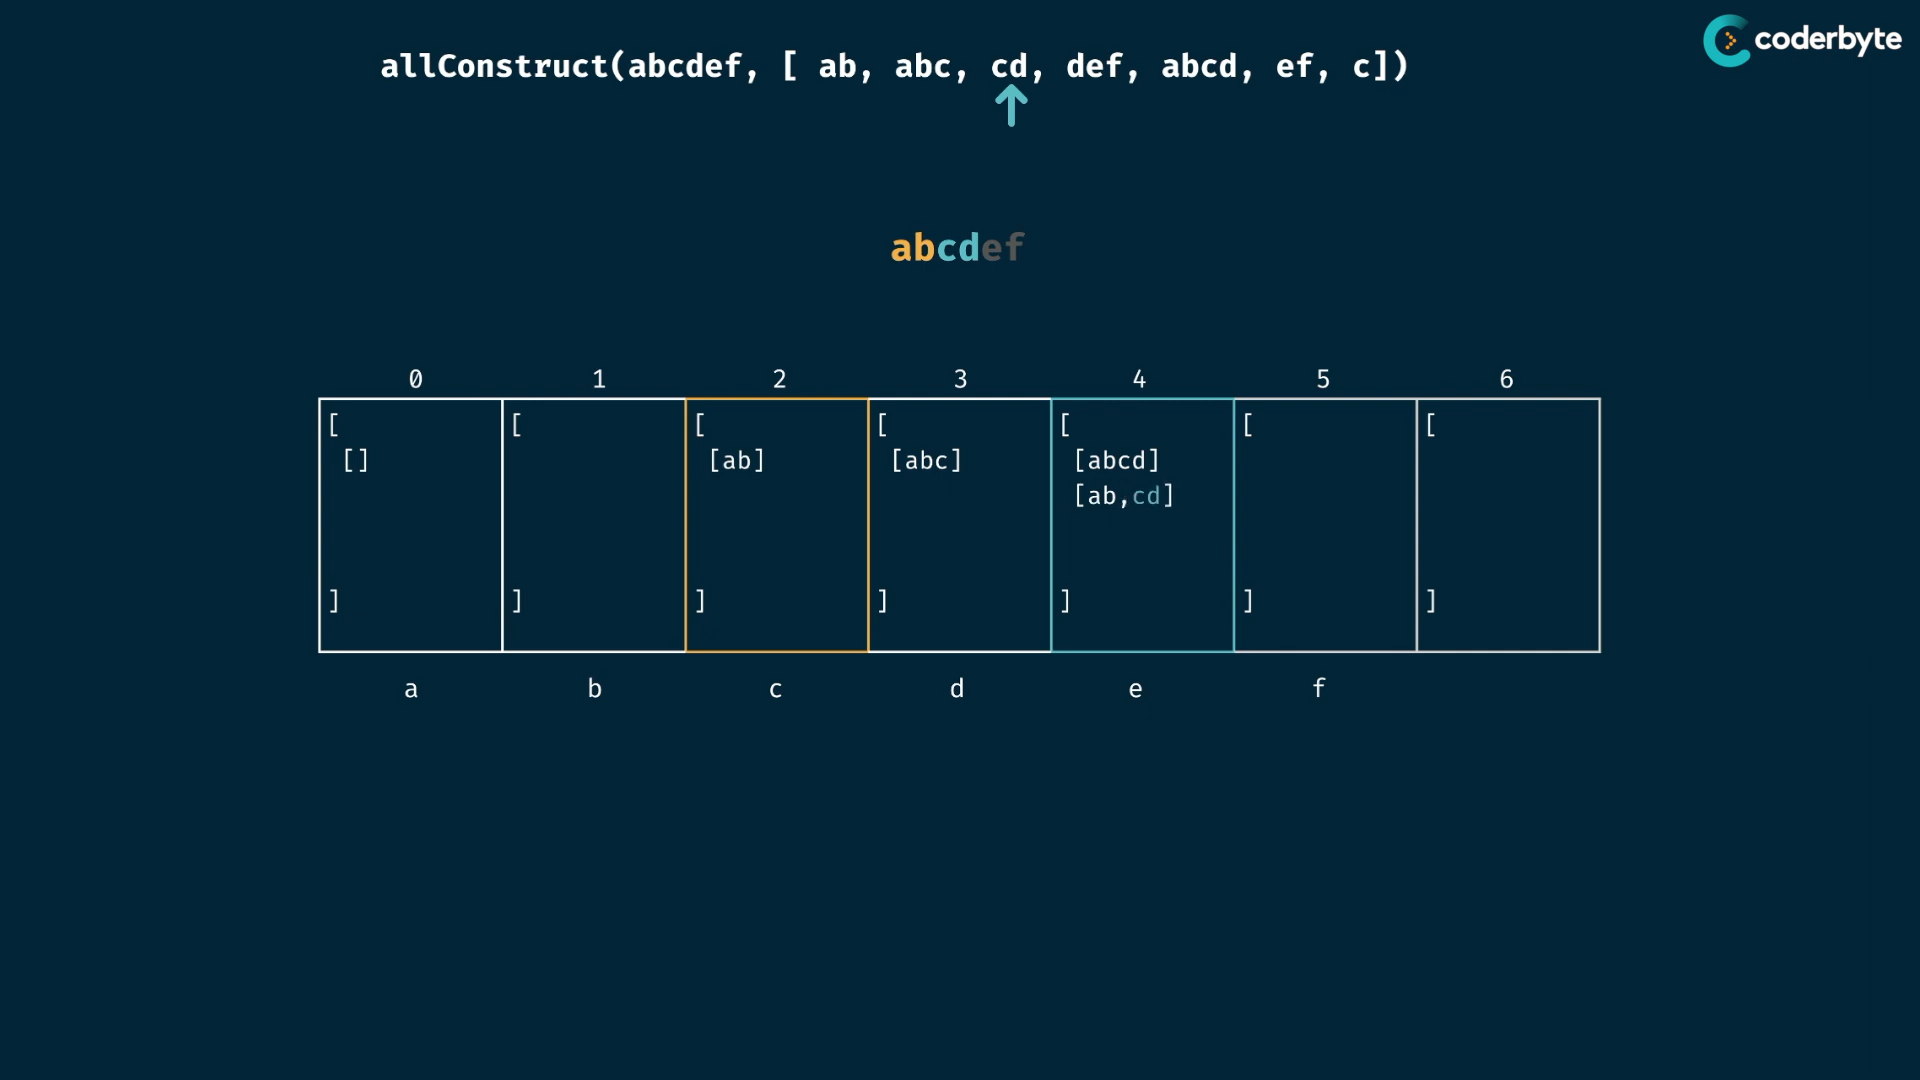 coderbyte
allConstruct(abcdef, [ ab, abc, cd, def, abcd, ef, c])
abcdef
0 1 2 3 4 5 6
[ [ [ [ [ [ [
[] [ab] [abc] [abcd]
[ab,cd]
] ] ] ] ] ] ]
a b c d e f